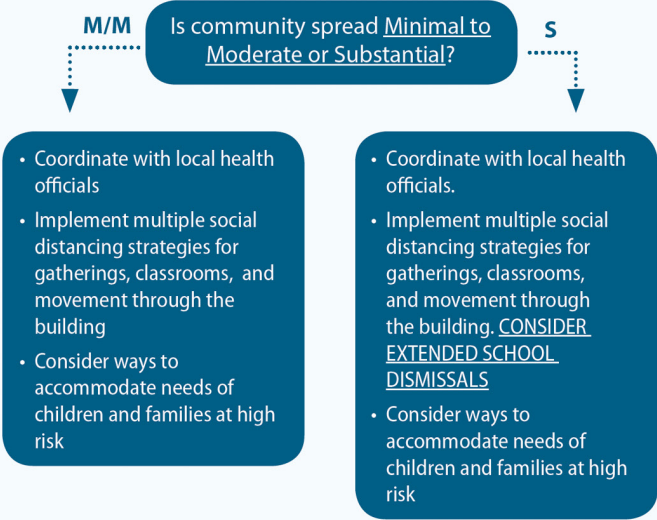 M/M
Is community spread Minimal to
Moderate or Substantial?
S
• Coordinate with local health
officials
• Implement multiple social
distancing strategies for
gatherings, classrooms, and
movement through the
building
• Consider ways to
accommodate needs of
children and families at high
risk
• Coordinate with local health
officials.
• Implement multiple social
distancing strategies for
gatherings, classrooms,
and movement through
the building. CONSIDER
EXTENDED SCHOOL
DISMISSALS
• Consider ways to
accommodate needs of
children and families at high
risk